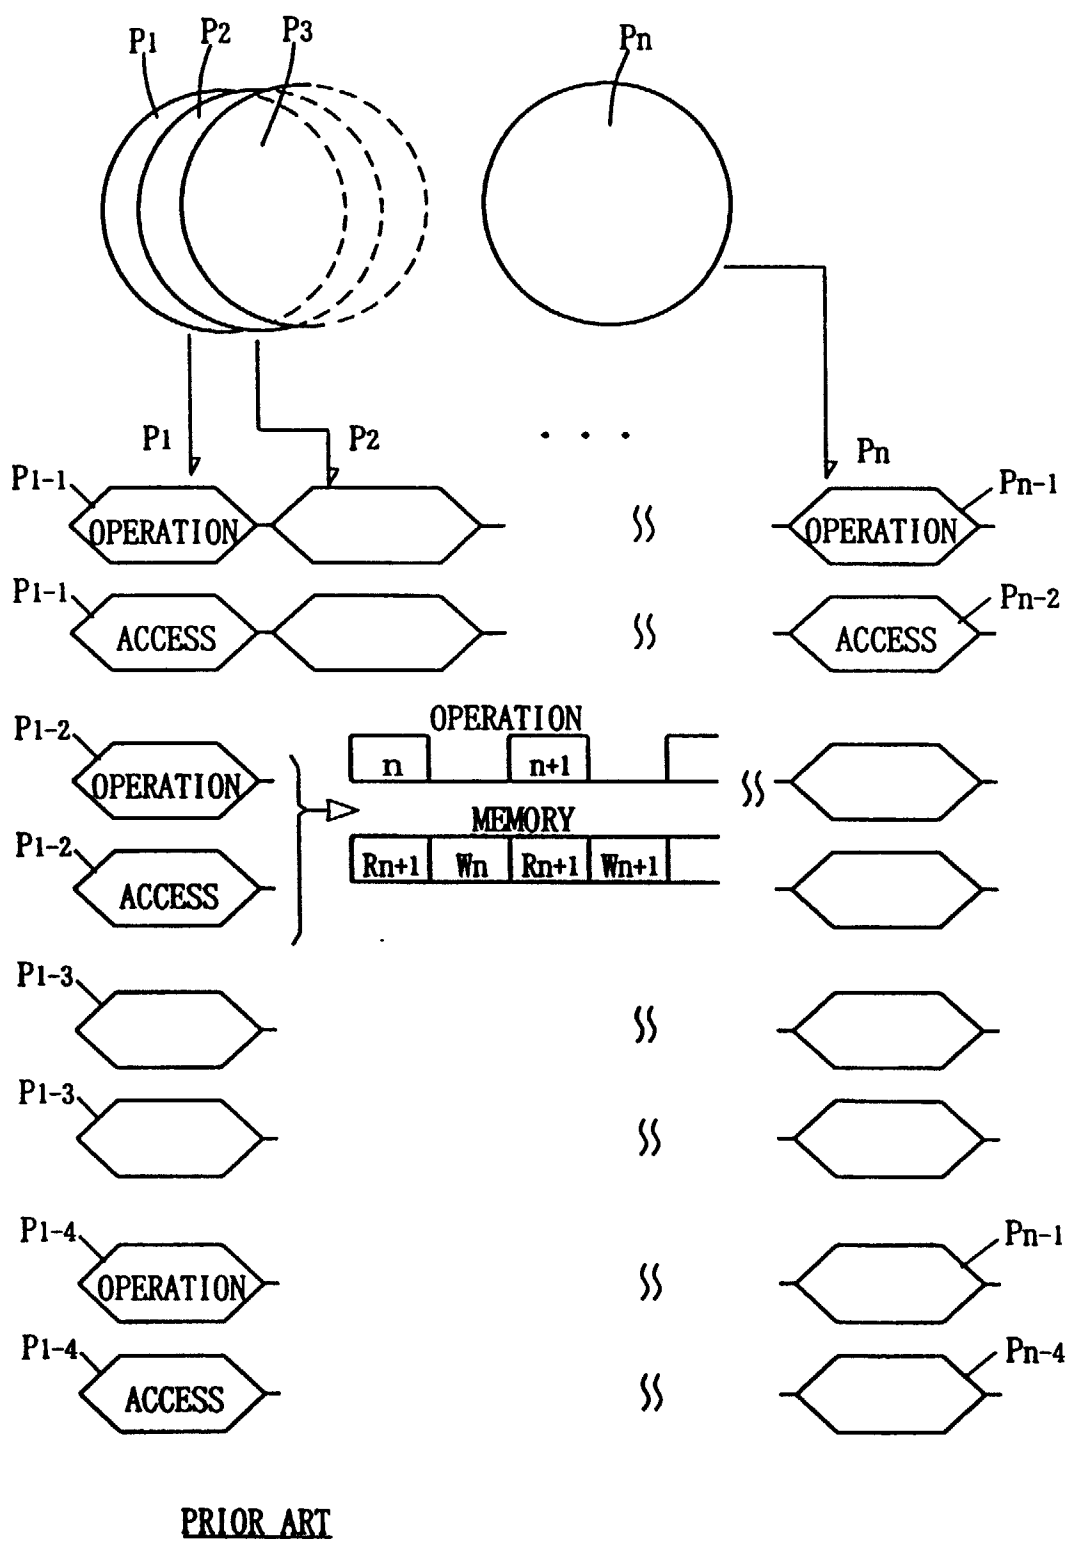 P1 P2 P3 Pn
P1 P2 . . . Pn
P1-1 OPERATION OPERATION Pn-1
P1-1 ACCESS ACCESS Pn-2
P1-2 OPERATION
OPERATION
n n+1
P1-2 ACCESS
MEMORY
Rn+1 Wn Rn+1 Wn+1
P1-3
P1-3
P1-4 OPERATION Pn-1
P1-4 ACCESS Pn-4
PRIOR ART